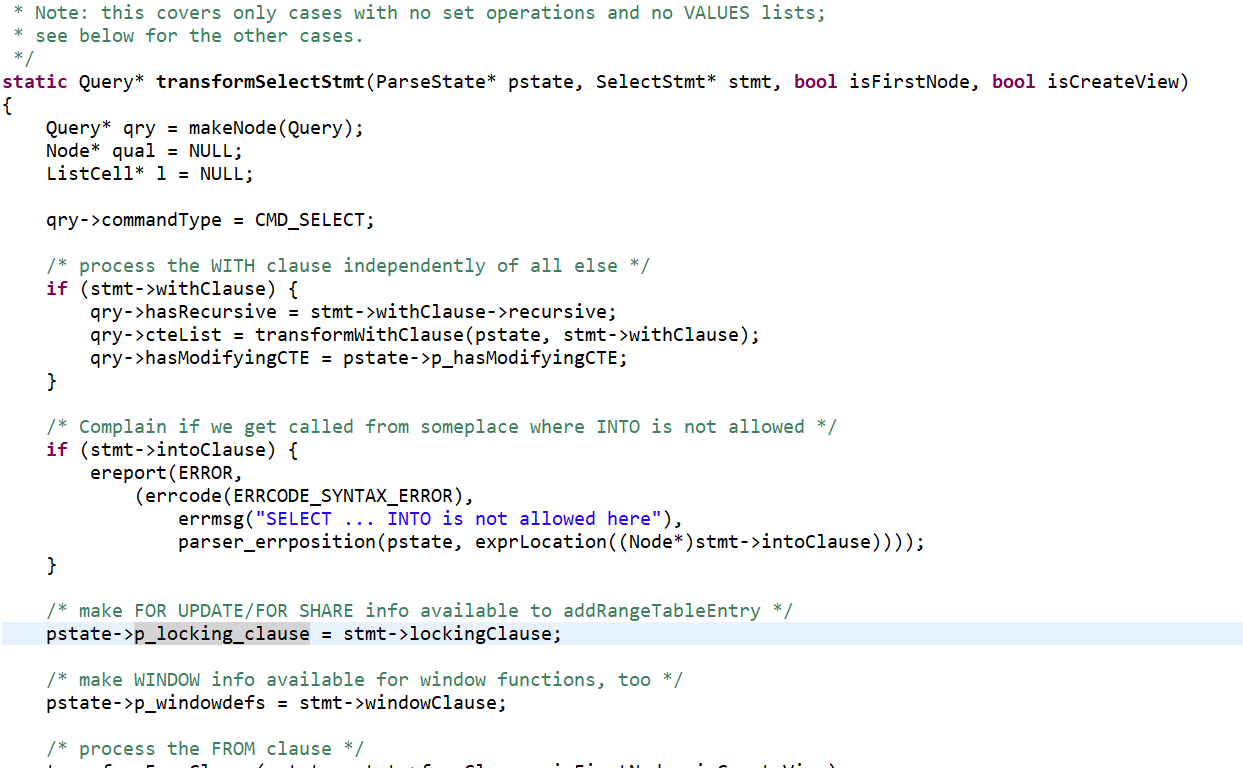 * Note: this covers only cases with no set operations and no VALUES lists;
 * see below for the other cases.
 */
static Query* transformSelectStmt(ParseState* pstate, SelectStmt* stmt, bool isFirstNode, bool isCreateView)
{
    Query* qry = makeNode(Query);
    Node* qual = NULL;
    ListCell* l = NULL;

    qry->commandType = CMD_SELECT;

    /* process the WITH clause independently of all else */
    if (stmt->withClause) {
        qry->hasRecursive = stmt->withClause->recursive;
        qry->cteList = transformWithClause(pstate, stmt->withClause);
        qry->hasModifyingCTE = pstate->p_hasModifyingCTE;
    }

    /* Complain if we get called from someplace where INTO is not allowed */
    if (stmt->intoClause) {
        ereport(ERROR,
            (errcode(ERRCODE_SYNTAX_ERROR),
                errmsg("SELECT ... INTO is not allowed here"),
                parser_errposition(pstate, exprLocation((Node*)stmt->intoClause))));
    }

    /* make FOR UPDATE/FOR SHARE info available to addRangeTableEntry */
    pstate->p_locking_clause = stmt->lockingClause;

    /* make WINDOW info available for window functions, too */
    pstate->p_windowdefs = stmt->windowClause;

    /* process the FROM clause */